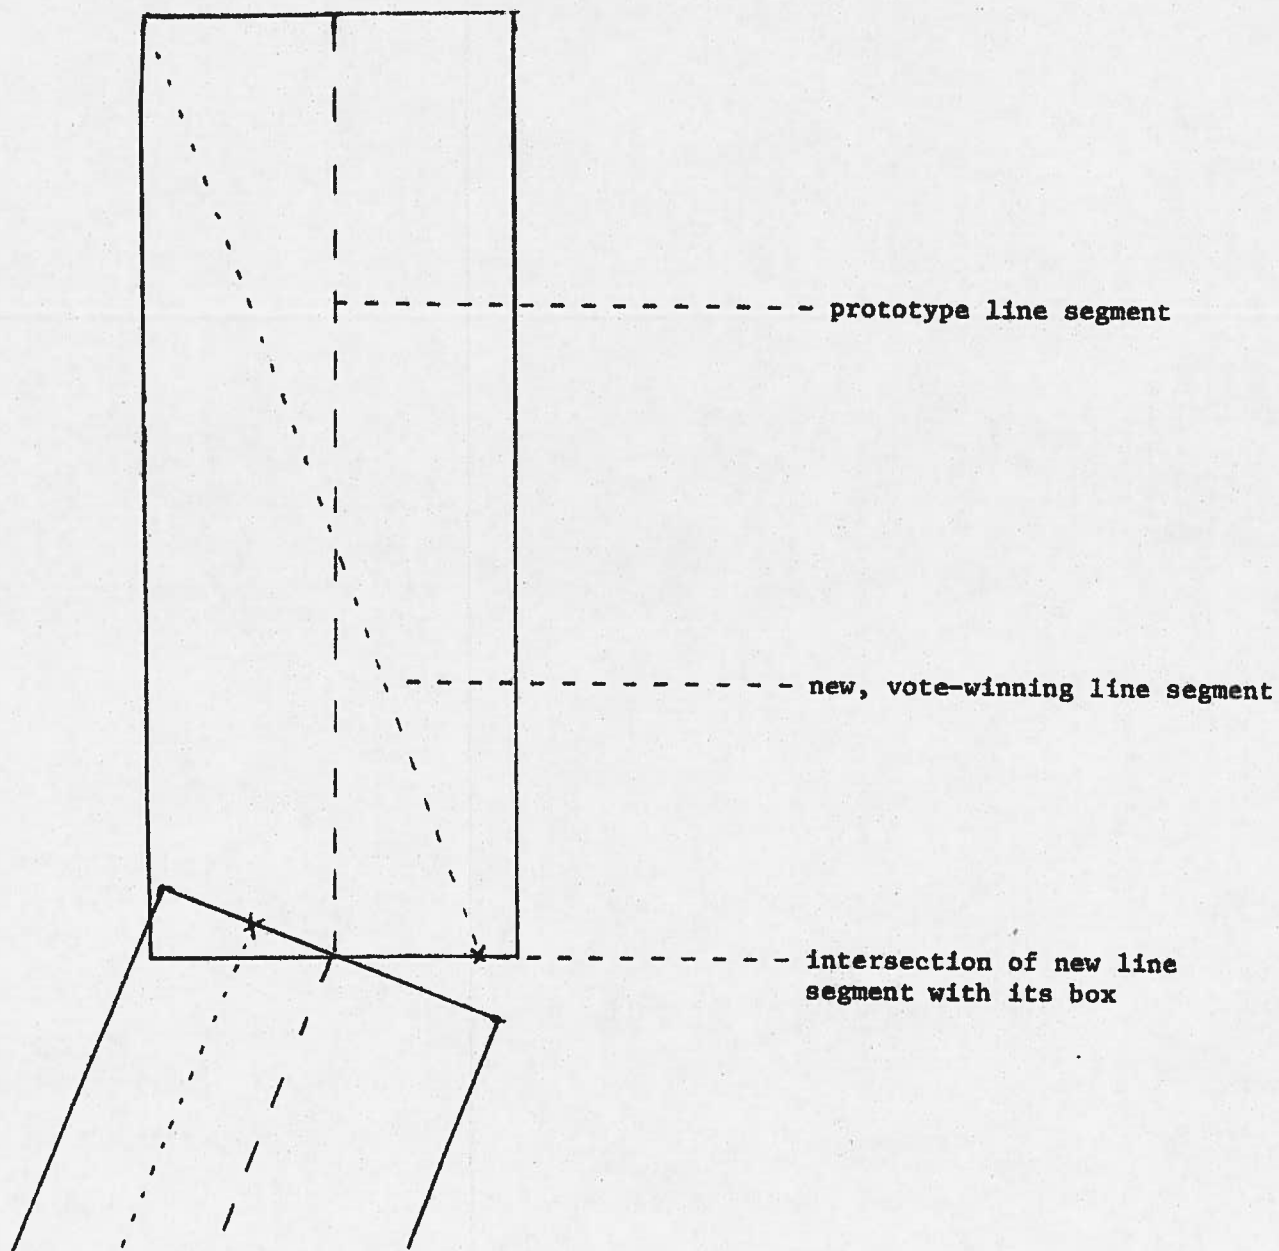 prototype line segment
new, vote-winning line segment
intersection of new line
segment with its box